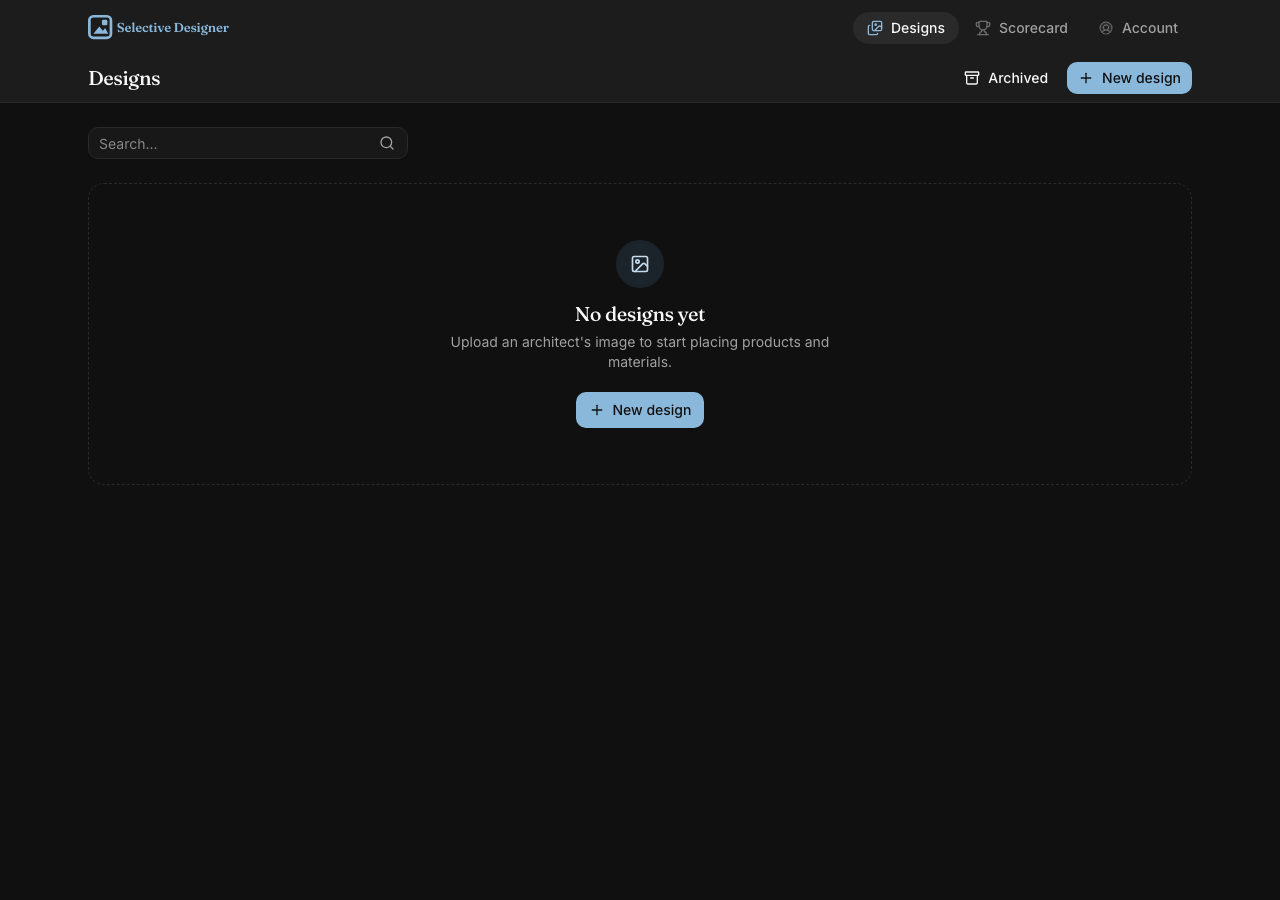 Selective Designer
Designs
Scorecard
Account
Designs
Archived
New design
Search...
No designs yet
Upload an architect's image to start placing products and
materials.
New design